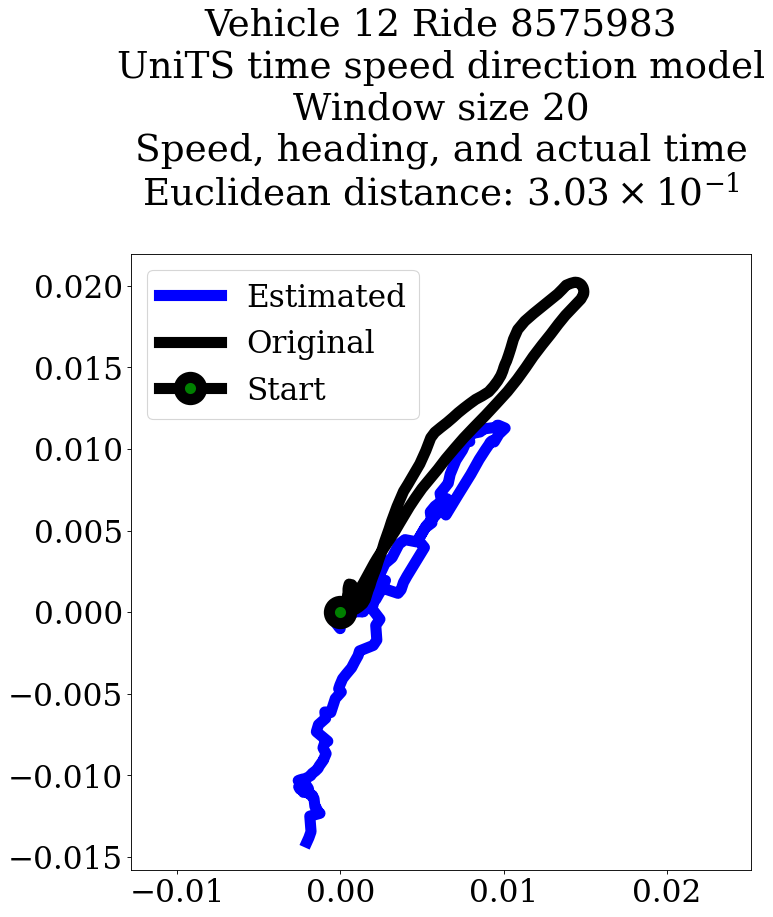 Vehicle 12 Ride 8575983
UniTS time speed direction model
Window size 20
Speed, heading, and actual time
Euclidean distance: 3.03 × 10⁻¹
Estimated
Original
Start
0.020
0.015
0.010
0.005
0.000
−0.005
−0.010
−0.015
−0.01 0.00 0.01 0.02